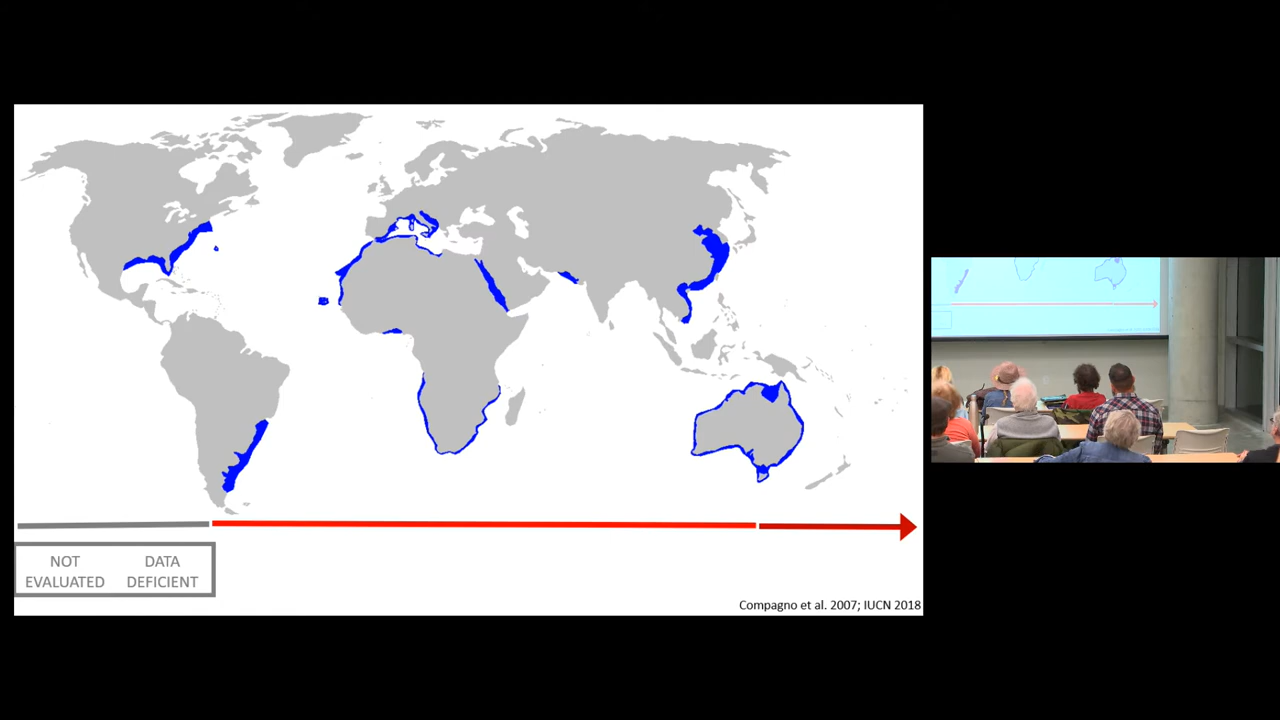 NOT
EVALUATED
DATA
DEFICIENT
Compagno et al. 2007; IUCN 2018